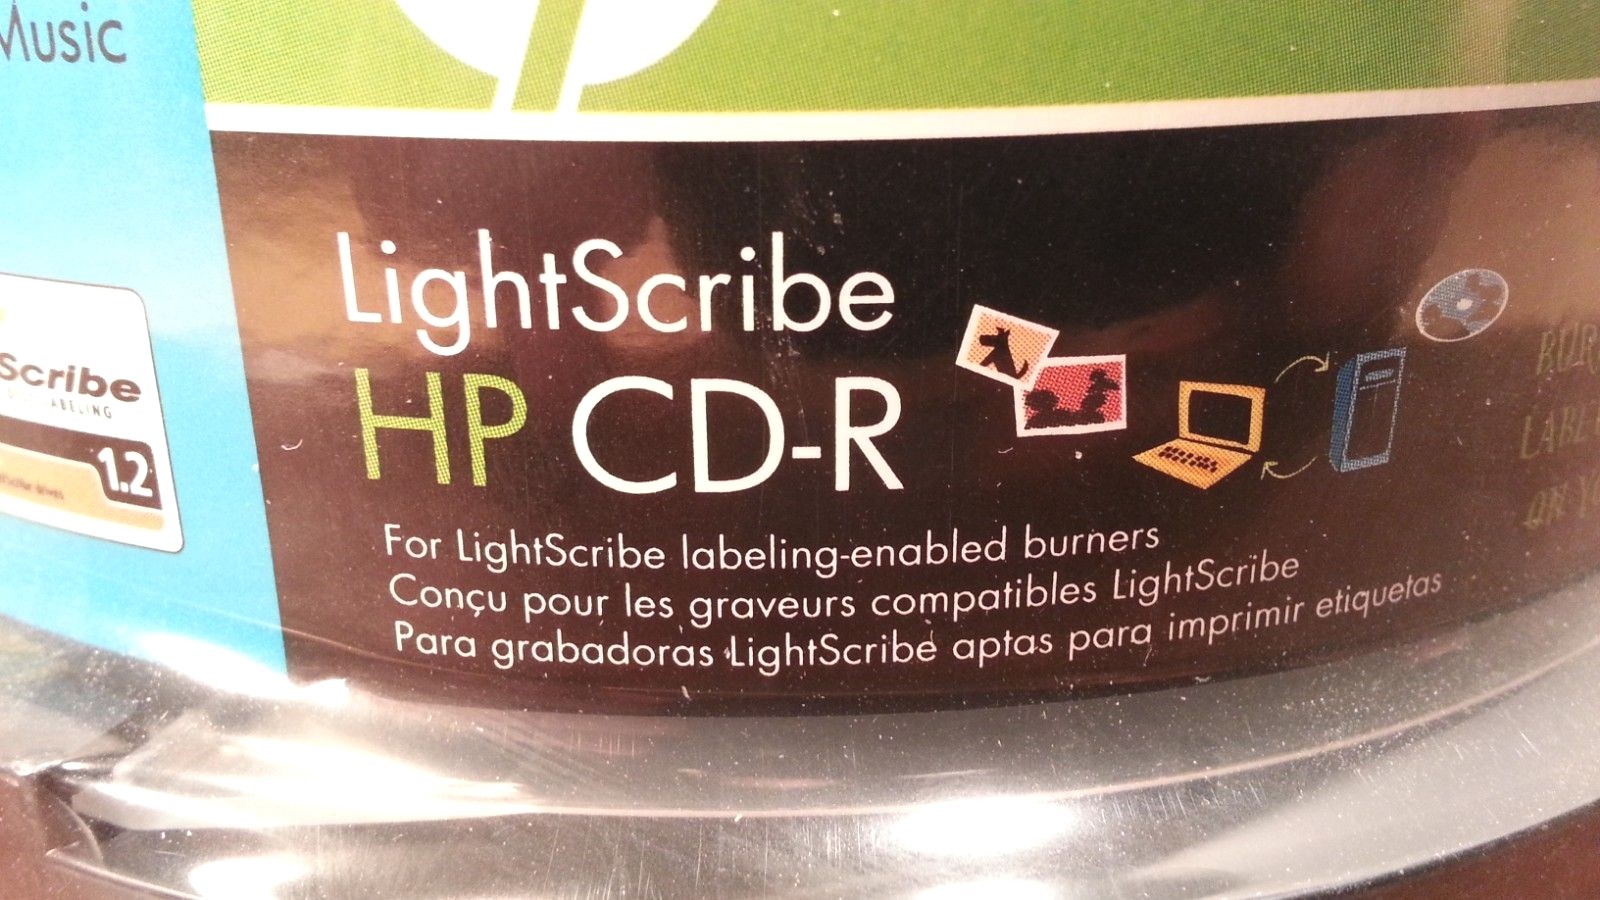 Music
LightScribe
HP CD-R
For LightScribe labeling-enabled burners
Conçu pour les graveurs compatibles LightScribe
Para grabadoras LightScribe aptas para imprimir etiquetas
Scribe
LABELING
1.2